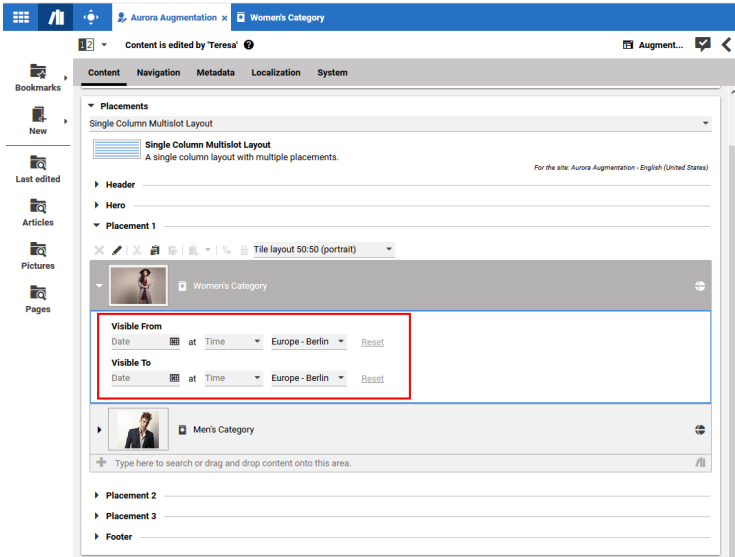 Aurora Augmentation × Women's Category
12 Content is edited by 'Teresa' ? Augment...
Bookmarks
New
Last edited
Articles
Pictures
Pages
Content Navigation Metadata Localization System
Placements
Single Column Multislot Layout
Single Column Multislot Layout
A single column layout with multiple placements.
For the site: Aurora Augmentation - English (United States)
Header
Hero
Placement 1
Tile layout 50:50 (portrait)
Women's Category
Visible From
Date at Time Europe - Berlin Reset
Visible To
Date at Time Europe - Berlin Reset
Men's Category
Type here to search or drag and drop content onto this area.
Placement 2
Placement 3
Footer